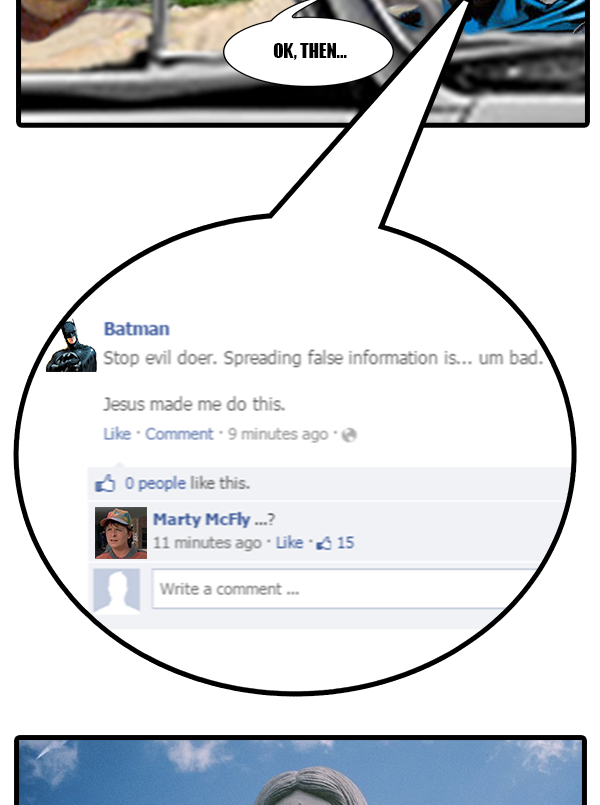 OK, THEN...
Batman
Stop evil doer. Spreading false information is... um bad.
Jesus made me do this.
Like · Comment · 9 minutes ago ·
0 people like this.
Marty McFly ...?
11 minutes ago · Like · 15
Write a comment ...